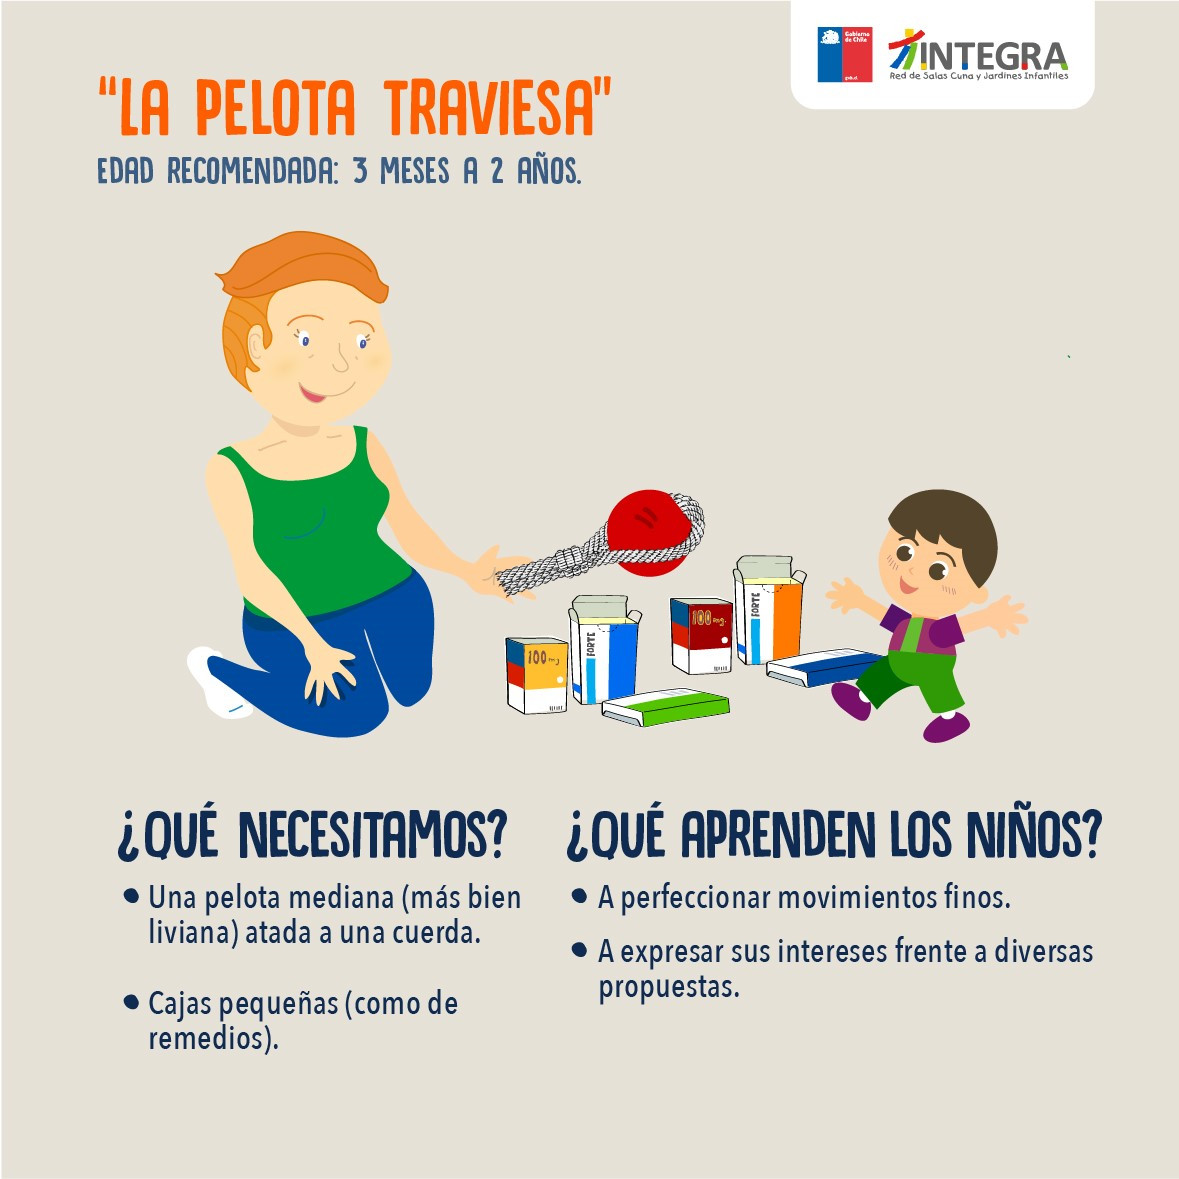 Gobierno
de Chile
gob.cl
INTEGRA
Red de Salas Cuna y Jardines Infantiles
“LA PELOTA TRAVIESA”
EDAD RECOMENDADA: 3 MESES A 2 AÑOS.
100 mg.
FORTE
100 mg.
FORTE
¿QUÉ NECESITAMOS?
• Una pelota mediana (más bien
liviana) atada a una cuerda.
• Cajas pequeñas (como de
remedios).
¿QUÉ APRENDEN LOS NIÑOS?
• A perfeccionar movimientos finos.
• A expresar sus intereses frente a diversas
propuestas.